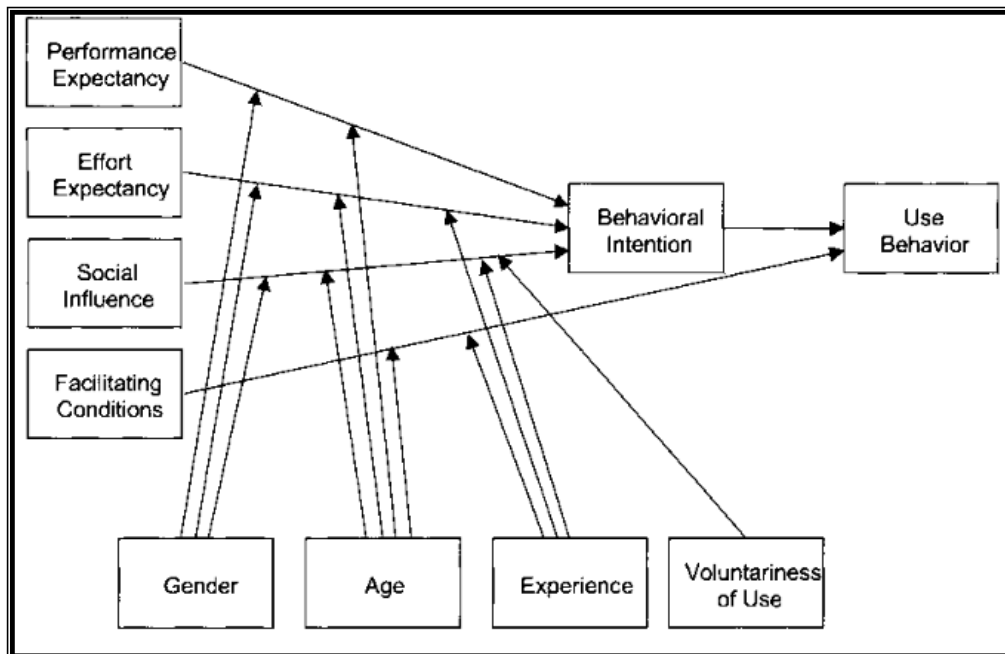 Performance
Expectancy
Effort
Expectancy
Social
Influence
Facilitating
Conditions
Behavioral
Intention
Use
Behavior
Gender
Age
Experience
Voluntariness
of Use